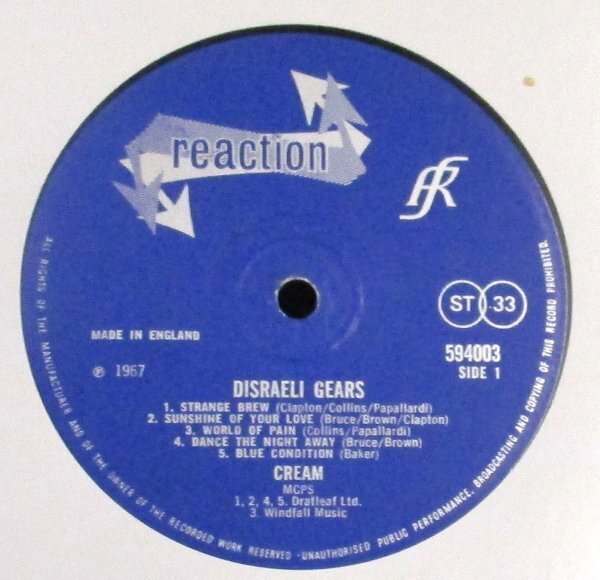 reaction
fR
ST 33
MADE IN ENGLAND
594003
℗ 1967
SIDE 1
DISRAELI GEARS
1. STRANGE BREW (Clapton/Collins/Papallardi)
2. SUNSHINE OF YOUR LOVE (Bruce/Brown/Clapton)
3. WORLD OF PAIN (Collins/Papallardi)
4. DANCE THE NIGHT AWAY (Bruce/Brown)
5. BLUE CONDITION (Baker)
CREAM
MCPS
1, 2, 4, 5. Dratleaf Ltd.
3. Windfall Music
ALL RIGHTS OF THE MANUFACTURER AND OF THE OWNER OF THE RECORDED WORK RESERVED - UNAUTHORISED PUBLIC PERFORMANCE, BROADCASTING AND COPYING OF THIS RECORD PROHIBITED.